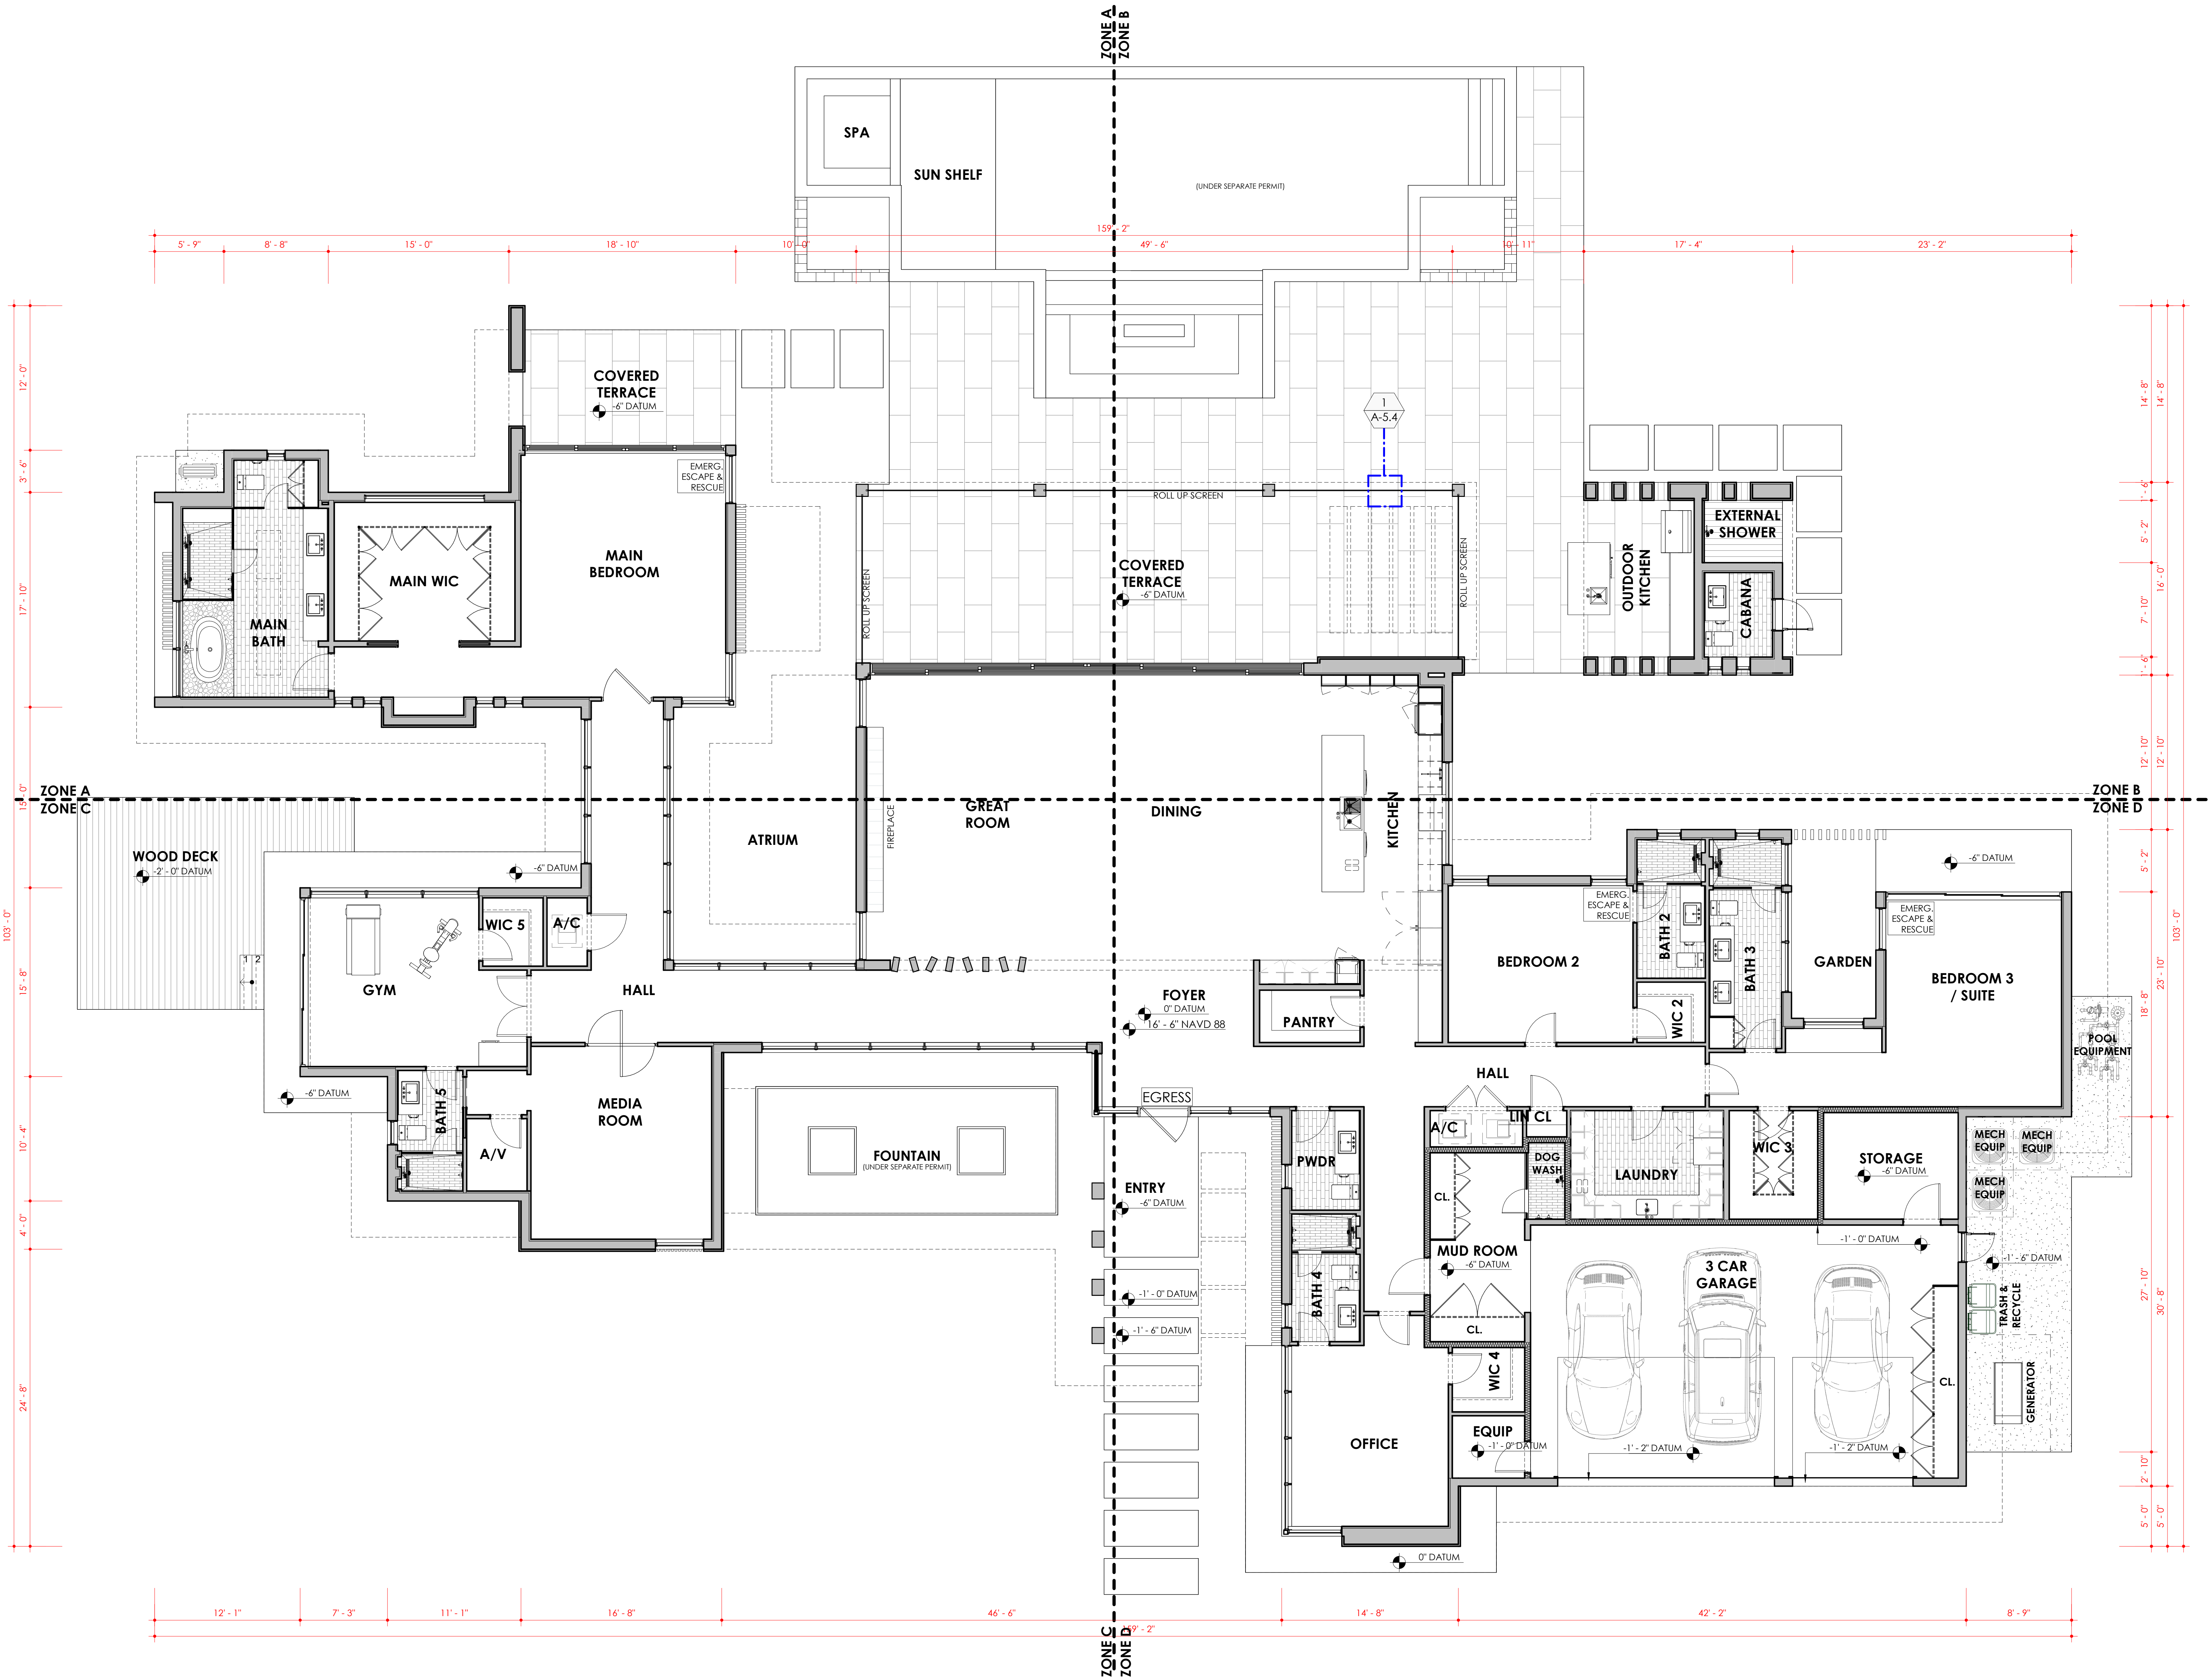 ZONE A
ZONE B
SPA
SUN SHELF
(UNDER SEPARATE PERMIT)
159' - 2"
5' - 9"
8' - 8"
15' - 0"
18' - 10"
10' - 0"
49' - 6"
10' - 11"
17' - 4"
23' - 2"
12' - 0"
3' - 6"
17' - 10"
15' - 0"
103' - 0"
15' - 8"
10' - 4"
4' - 0"
24' - 8"
14' - 8"
14' - 8"
1' - 6"
5' - 2"
16' - 0"
7' - 10"
1' - 6"
12' - 10"
12' - 10"
5' - 2"
23' - 10"
18' - 8"
103' - 0"
27' - 10"
30' - 8"
2' - 10"
5' - 0"
5' - 0"
COVERED
TERRACE
-6" DATUM
1
A-5.4
EMERG.
ESCAPE &
RESCUE
ROLL UP SCREEN
ROLL UP SCREEN
ROLL UP SCREEN
MAIN
BEDROOM
MAIN WIC
MAIN
BATH
COVERED
TERRACE
-6" DATUM
OUTDOOR
KITCHEN
EXTERNAL
SHOWER
CABANA
ZONE A
ZONE C
ZONE B
ZONE D
WOOD DECK
-2' - 0" DATUM
-6" DATUM
ATRIUM
FIREPLACE
GREAT
ROOM
DINING
KITCHEN
-6" DATUM
EMERG.
ESCAPE &
RESCUE
EMERG.
ESCAPE &
RESCUE
WIC 5
A/C
1 2
GYM
HALL
FOYER
0" DATUM
16' - 6" NAVD 88
PANTRY
BEDROOM 2
BATH 2
WIC 2
BATH 3
GARDEN
BEDROOM 3
/ SUITE
POOL
EQUIPMENT
-6" DATUM
BATH 5
A/V
MEDIA
ROOM
FOUNTAIN
(UNDER SEPARATE PERMIT)
EGRESS
HALL
A/C
LIN CL
ENTRY
-6" DATUM
-1' - 0" DATUM
-1' - 6" DATUM
PWDR
BATH 4
CL.
DOG
WASH
MUD ROOM
-6" DATUM
CL.
LAUNDRY
WIC 3
STORAGE
-6" DATUM
MECH
EQUIP
MECH
EQUIP
MECH
EQUIP
-1' - 0" DATUM
-1' - 6" DATUM
3 CAR
GARAGE
TRASH &
RECYCLE
GENERATOR
CL.
WIC 4
EQUIP
-1' - 0" DATUM
-1' - 2" DATUM
-1' - 2" DATUM
OFFICE
0" DATUM
12' - 1"
7' - 3"
11' - 1"
16' - 8"
46' - 6"
14' - 8"
42' - 2"
8' - 9"
159' - 2"
ZONE C
ZONE D